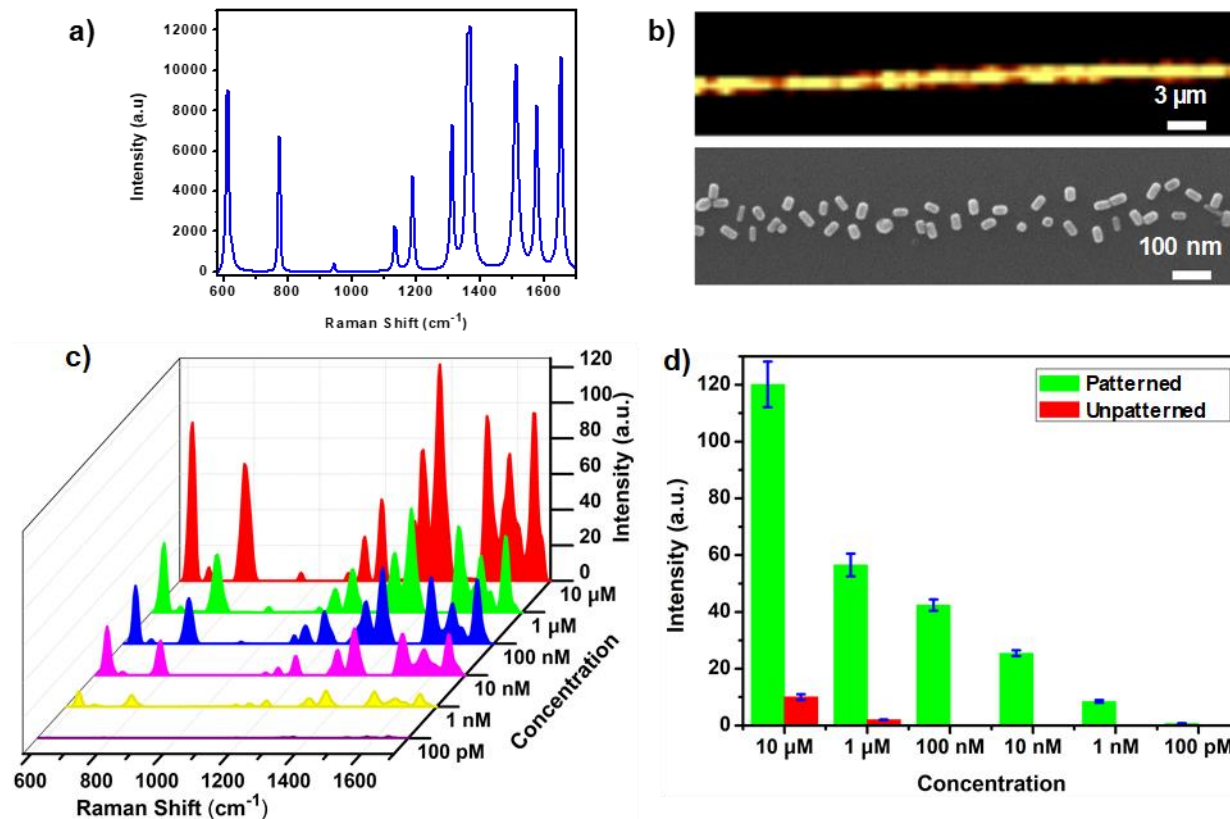 a)
Intensity (a.u)
12000
10000
8000
6000
4000
2000
0
600 800 1000 1200 1400 1600
Raman Shift (cm⁻¹)
b)
3 µm
100 nm
c)
120
100
80
60
40
20
0
Intensity (a.u.)
10 µM
1 µM
100 nM
10 nM
1 nM
100 pM
Concentration
600 800 1000 1200 1400 1600
Raman Shift (cm⁻¹)
d)
Patterned
Unpatterned
Intensity (a.u.)
120
100
80
60
40
20
0
10 µM 1 µM 100 nM 10 nM 1 nM 100 pM
Concentration